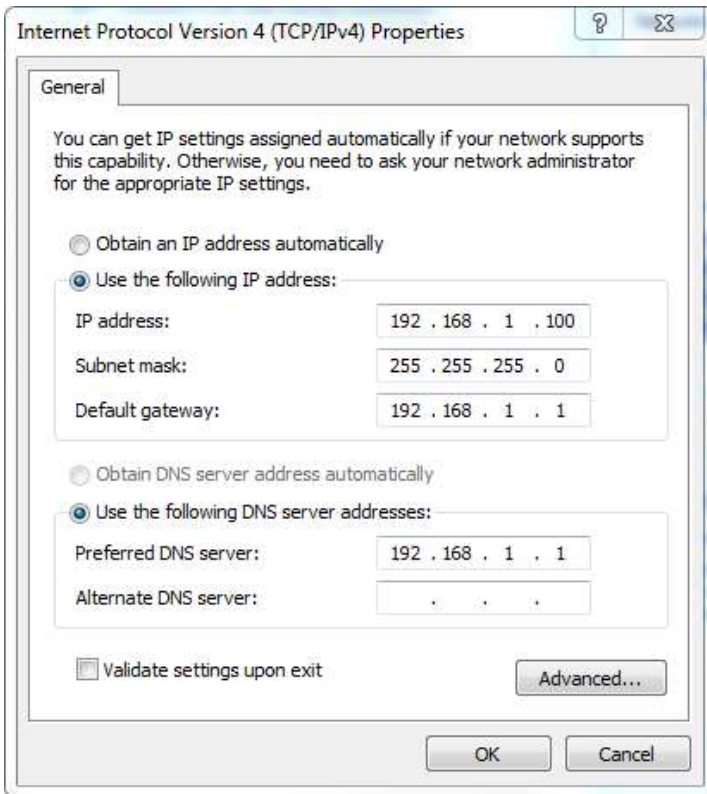 Internet Protocol Version 4 (TCP/IPv4) Properties
General
You can get IP settings assigned automatically if your network supports
this capability. Otherwise, you need to ask your network administrator
for the appropriate IP settings.
Obtain an IP address automatically
Use the following IP address:
IP address: 192 . 168 . 1 . 100
Subnet mask: 255 . 255 . 255 . 0
Default gateway: 192 . 168 . 1 . 1
Obtain DNS server address automatically
Use the following DNS server addresses:
Preferred DNS server: 192 . 168 . 1 . 1
Alternate DNS server: . . .
Validate settings upon exit
Advanced...
OK Cancel